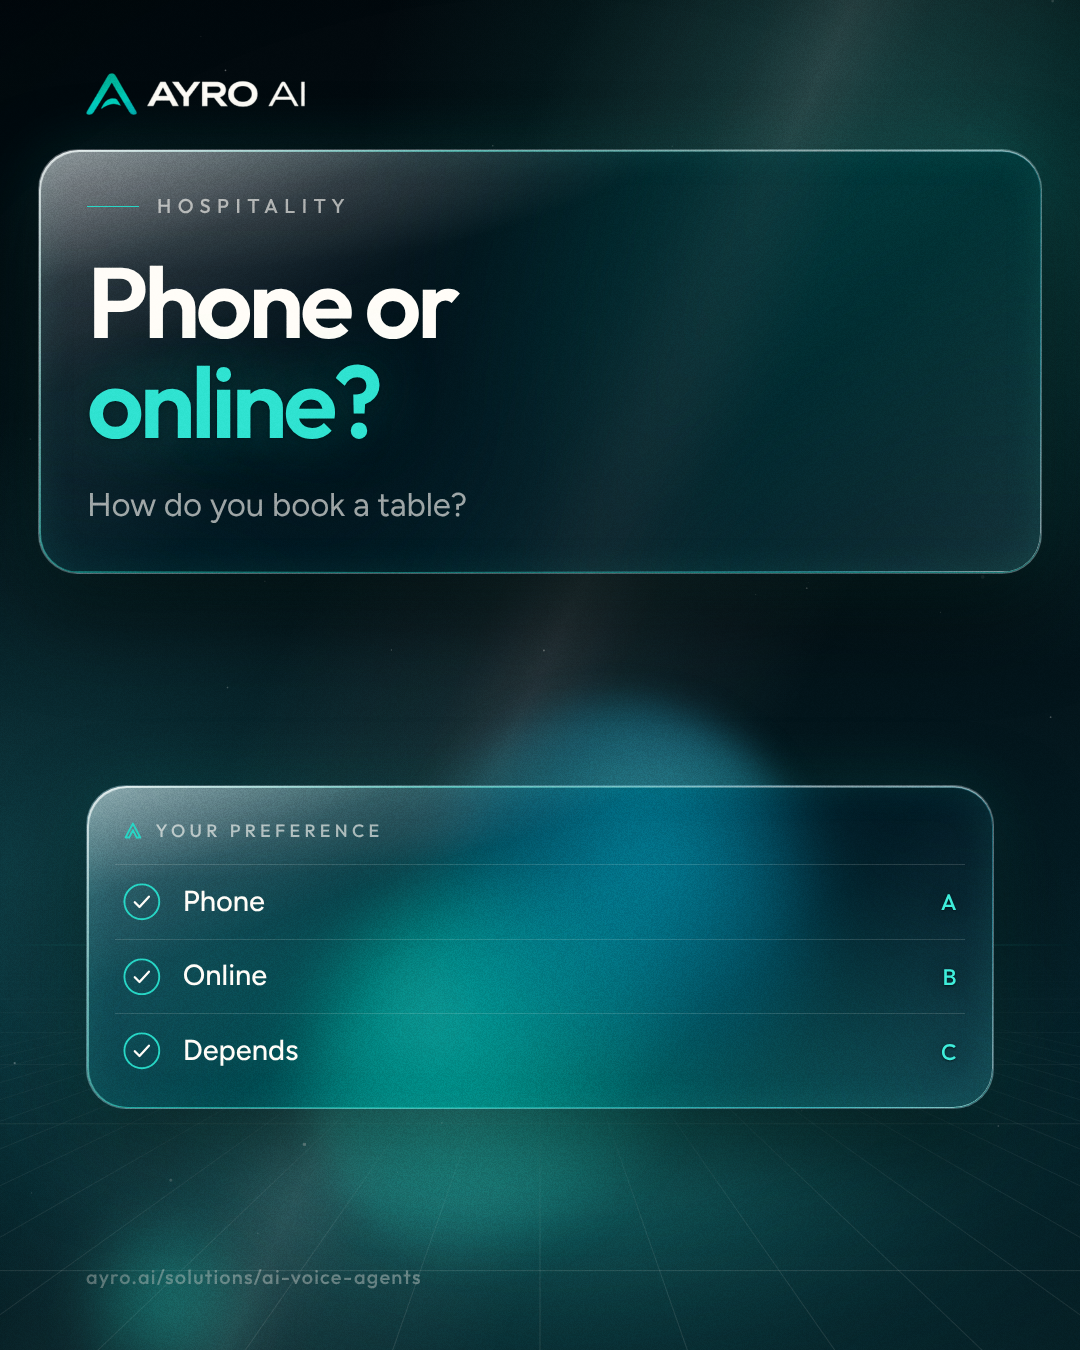 AYRO AI
HOSPITALITY
Phone or
online?
How do you book a table?
YOUR PREFERENCE
Phone A
Online B
Depends C
ayro.ai/solutions/ai-voice-agents